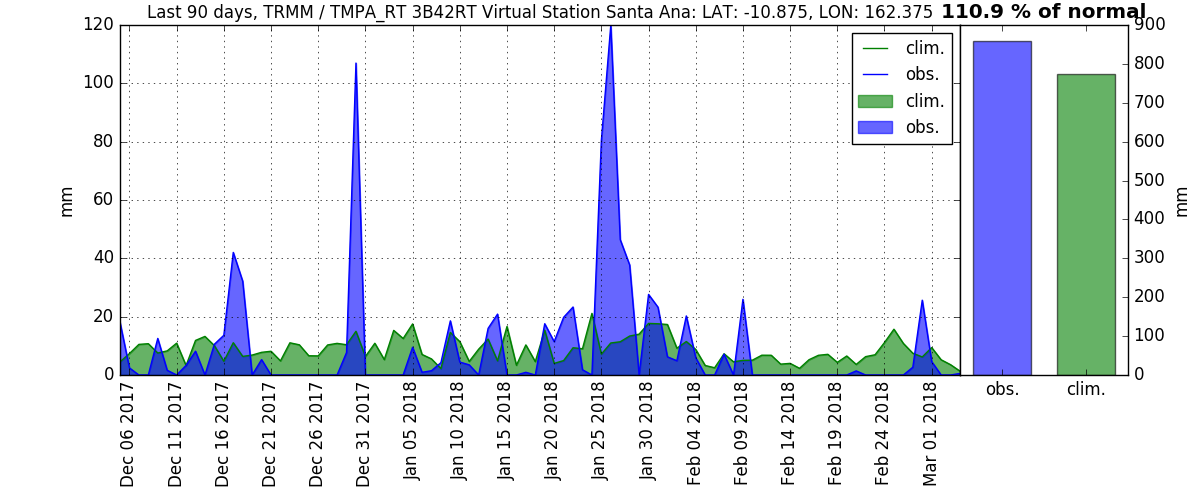 Last 90 days, TRMM / TMPA_RT 3B42RT Virtual Station Santa Ana: LAT: -10.875, LON: 162.375 110.9 % of normal
120
100
80
60
40
20
0
mm
clim.
obs.
clim.
obs.
900
800
700
600
500
400
300
200
100
0
mm
Dec 06 2017
Dec 11 2017
Dec 16 2017
Dec 21 2017
Dec 26 2017
Dec 31 2017
Jan 05 2018
Jan 10 2018
Jan 15 2018
Jan 20 2018
Jan 25 2018
Jan 30 2018
Feb 04 2018
Feb 09 2018
Feb 14 2018
Feb 19 2018
Feb 24 2018
Mar 01 2018
obs.
clim.